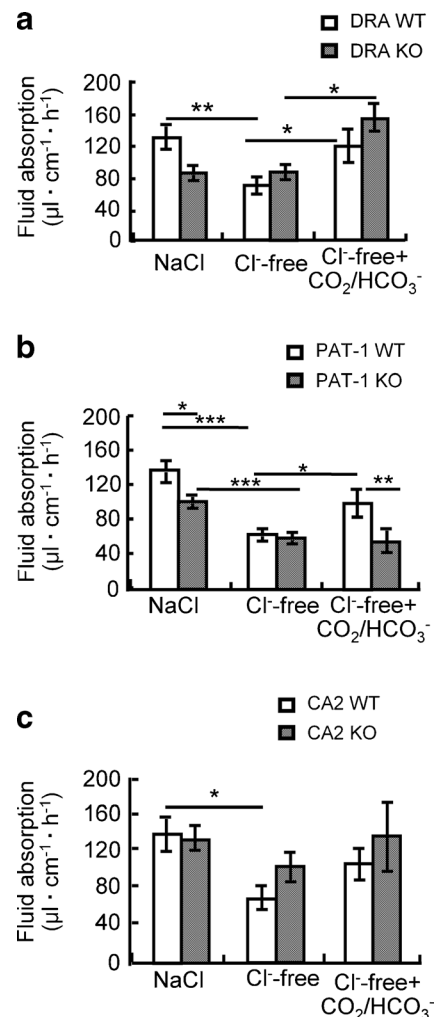 a
DRA WT
DRA KO
Fluid absorption
(µl · cm⁻¹ · h⁻¹)
200
160
120
80
40
0
**
*
*
NaCl
Cl⁻-free
Cl⁻-free+
CO₂/HCO₃⁻
b
PAT-1 WT
PAT-1 KO
Fluid absorption
(µl · cm⁻¹ · h⁻¹)
200
160
120
80
40
0
*
***
***
*
**
NaCl
Cl⁻-free
Cl⁻-free+
CO₂/HCO₃⁻
c
CA2 WT
CA2 KO
Fluid absorption
(µl · cm⁻¹ · h⁻¹)
200
160
120
80
40
0
*
NaCl
Cl⁻-free
Cl⁻-free+
CO₂/HCO₃⁻